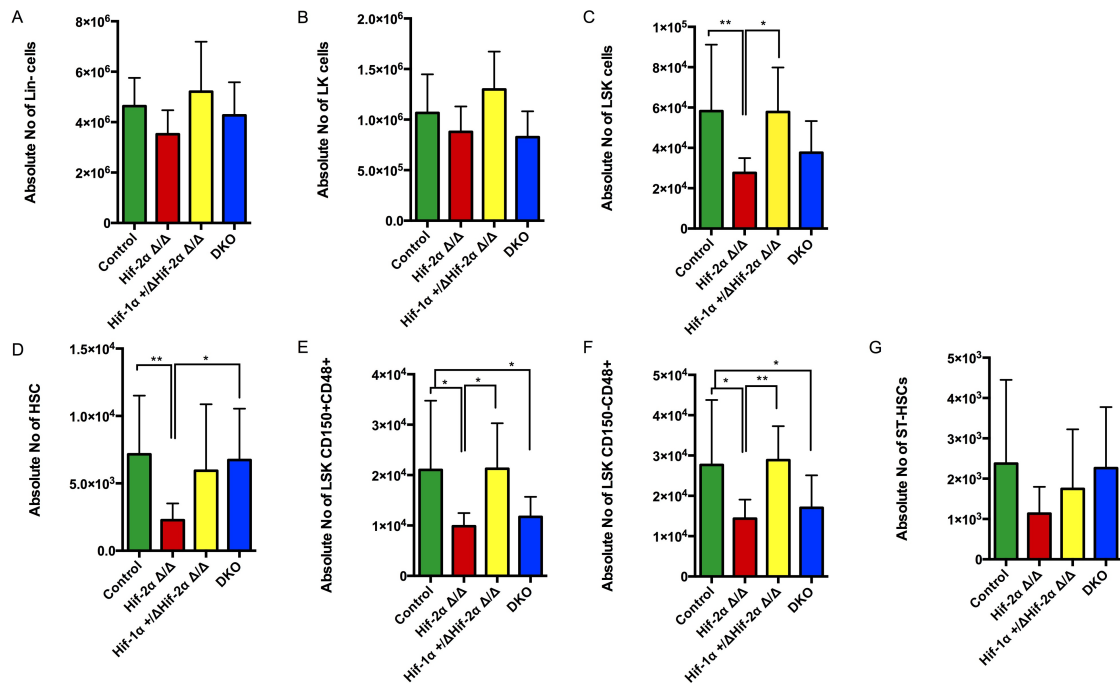 A
Absolute No of Lin- cells
8×10⁶
6×10⁶
4×10⁶
2×10⁶
0
Control
Hif-2α Δ/Δ
Hif-1α +/ΔHif-2α Δ/Δ
DKO
B
Absolute No of LK cells
2.0×10⁶
1.5×10⁶
1.0×10⁶
5.0×10⁵
0.0
Control
Hif-2α Δ/Δ
Hif-1α +/ΔHif-2α Δ/Δ
DKO
C
Absolute No of LSK cells
1×10⁵
8×10⁴
6×10⁴
4×10⁴
2×10⁴
0
** *
Control
Hif-2α Δ/Δ
Hif-1α +/ΔHif-2α Δ/Δ
DKO
D
Absolute No of HSC
1.5×10⁴
1.0×10⁴
5.0×10³
0.0
** *
Control
Hif-2α Δ/Δ
Hif-1α +/ΔHif-2α Δ/Δ
DKO
E
Absolute No of LSK CD150+CD48+
4×10⁴
3×10⁴
2×10⁴
1×10⁴
0
*
* *
Control
Hif-2α Δ/Δ
Hif-1α +/ΔHif-2α Δ/Δ
DKO
F
Absolute No of LSK CD150-CD48+
5×10⁴
4×10⁴
3×10⁴
2×10⁴
1×10⁴
0
*
* **
Control
Hif-2α Δ/Δ
Hif-1α +/ΔHif-2α Δ/Δ
DKO
G
Absolute No of ST-HSCs
5×10³
4×10³
3×10³
2×10³
1×10³
0
Control
Hif-2α Δ/Δ
Hif-1α +/ΔHif-2α Δ/Δ
DKO